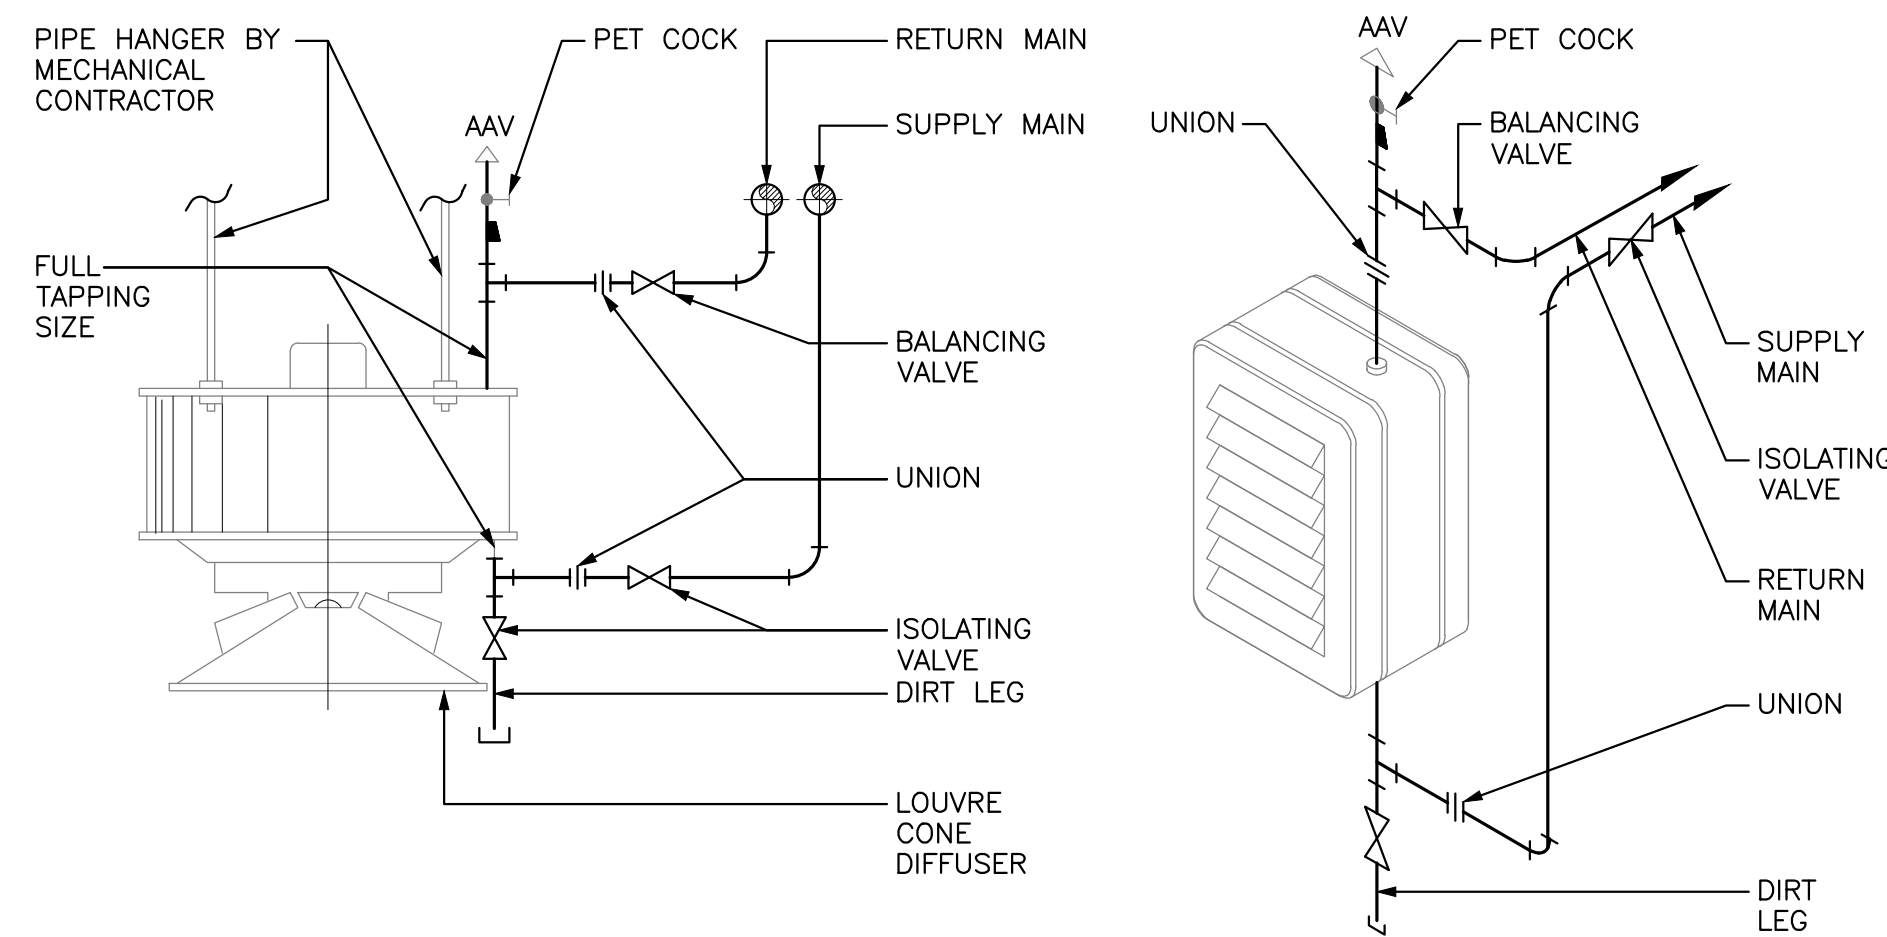 PIPE HANGER BY
MECHANICAL
CONTRACTOR
PET COCK
RETURN MAIN
AAV
SUPPLY MAIN
FULL
TAPPING
SIZE
BALANCING
VALVE
UNION
ISOLATING
VALVE
DIRT LEG
LOUVRE
CONE
DIFFUSER
AAV
PET COCK
UNION
BALANCING
VALVE
SUPPLY
MAIN
ISOLATING
VALVE
RETURN
MAIN
UNION
DIRT
LEG